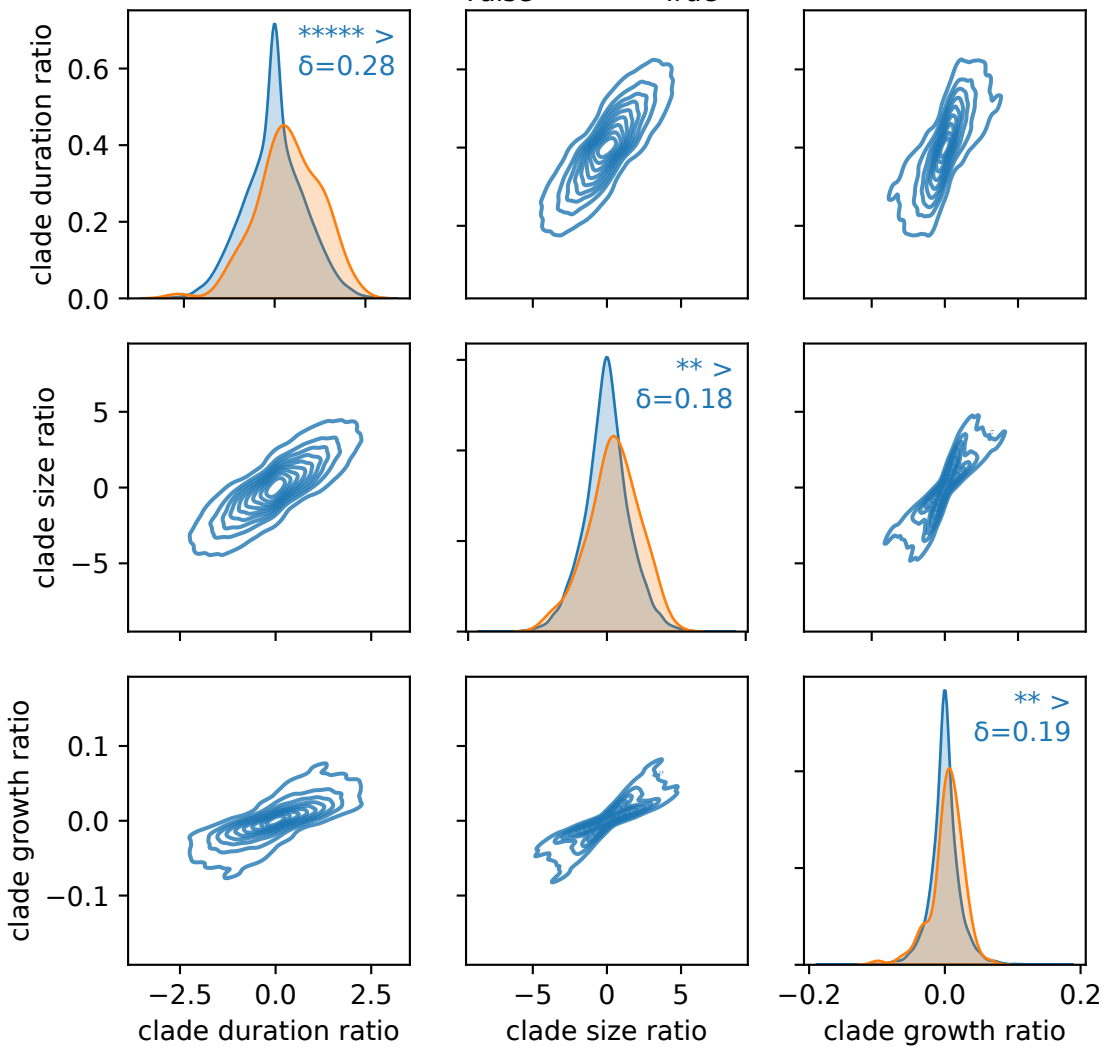 clade duration ratio
0.6
0.4
0.2
0.0
***** >
δ=0.28
clade size ratio
5
0
−5
** >
δ=0.18
clade growth ratio
0.1
0.0
−0.1
** >
δ=0.19
−2.5 0.0 2.5
−5 0 5
−0.2 0.0 0.2
clade duration ratio
clade size ratio
clade growth ratio